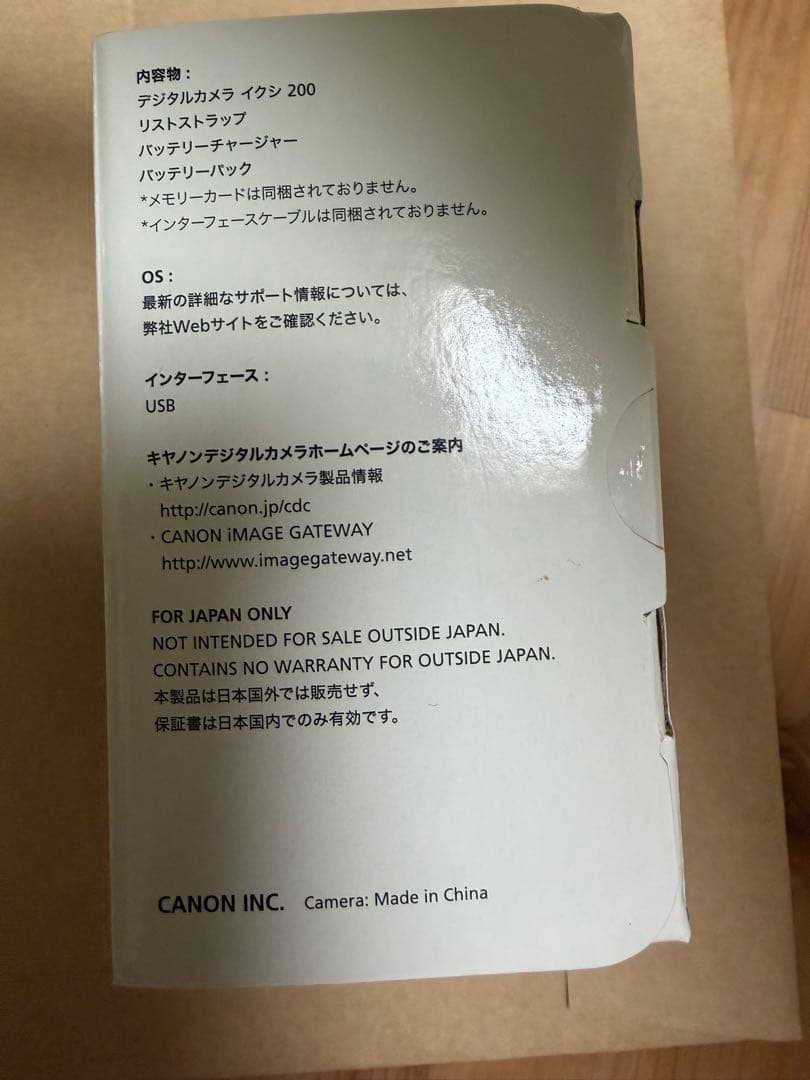 内容物：
デジタルカメラ イクシ 200
リストストラップ
バッテリーチャージャー
バッテリーパック
*メモリーカードは同梱されておりません。
*インターフェースケーブルは同梱されておりません。
OS：
最新の詳細なサポート情報については、
弊社Webサイトをご確認ください。
インターフェース：
USB
キヤノンデジタルカメラホームページのご案内
・キヤノンデジタルカメラ製品情報
http://canon.jp/cdc
・CANON iMAGE GATEWAY
http://www.imagegateway.net
FOR JAPAN ONLY
NOT INTENDED FOR SALE OUTSIDE JAPAN.
CONTAINS NO WARRANTY FOR OUTSIDE JAPAN.
本製品は日本国外では販売せず、
保証書は日本国内でのみ有効です。
CANON INC. Camera: Made in China